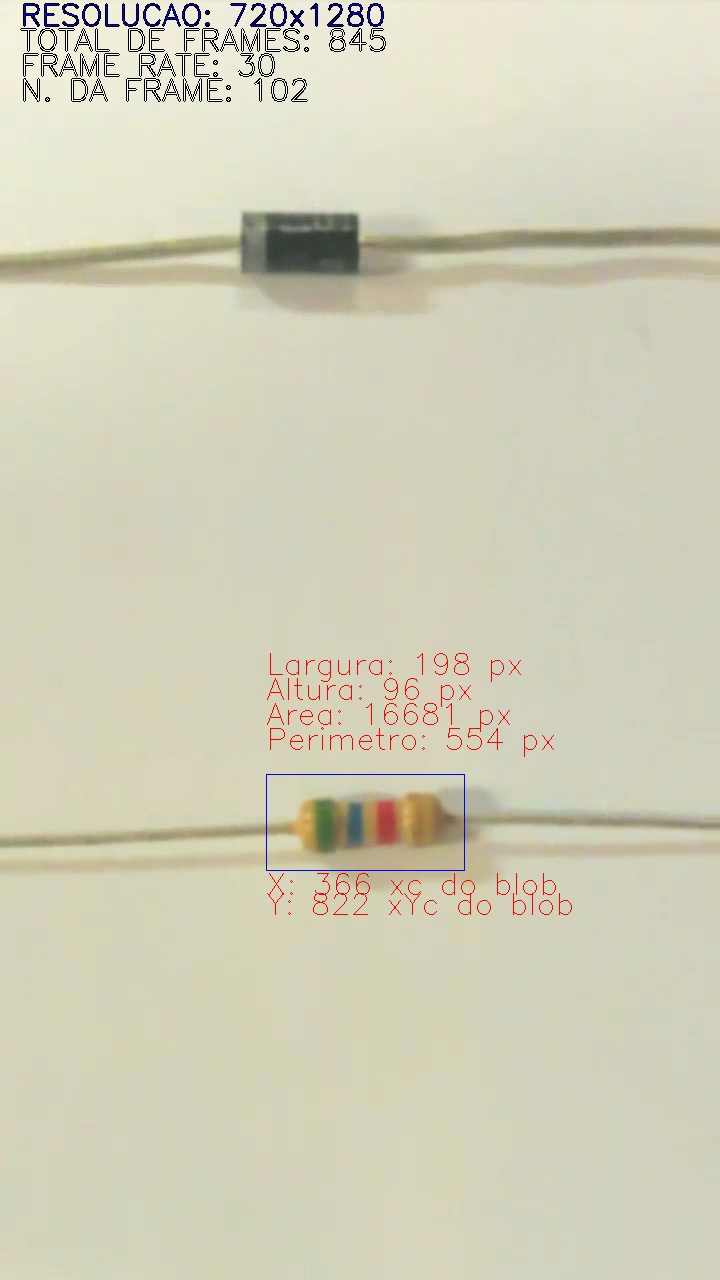 RESOLUCAO: 720x1280
TOTAL DE FRAMES: 845
FRAME RATE: 30
N. DA FRAME: 102
Largura: 198 px
Altura: 96 px
Area: 16681 px
Perimetro: 554 px
X: 366 xc do blob
Y: 822 xYc do blob